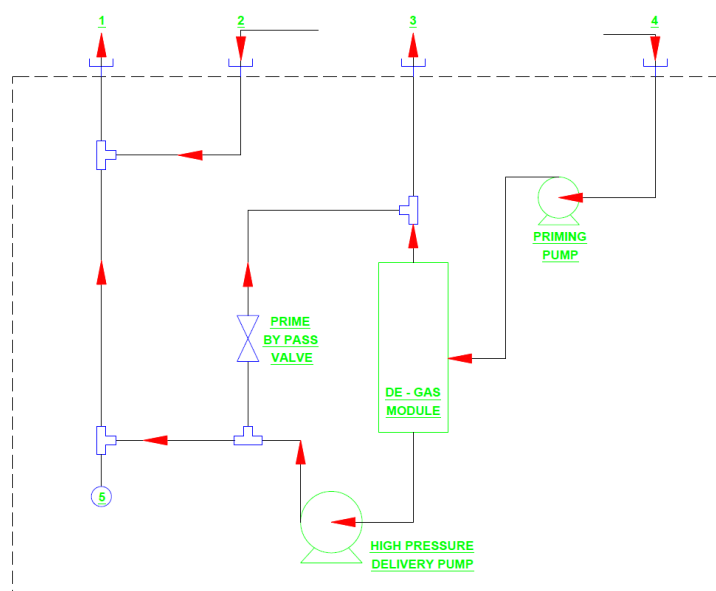 1
2
3
4
PRIMING
PUMP
PRIME
BY PASS
VALVE
DE - GAS
MODULE
5
HIGH PRESSURE
DELIVERY PUMP